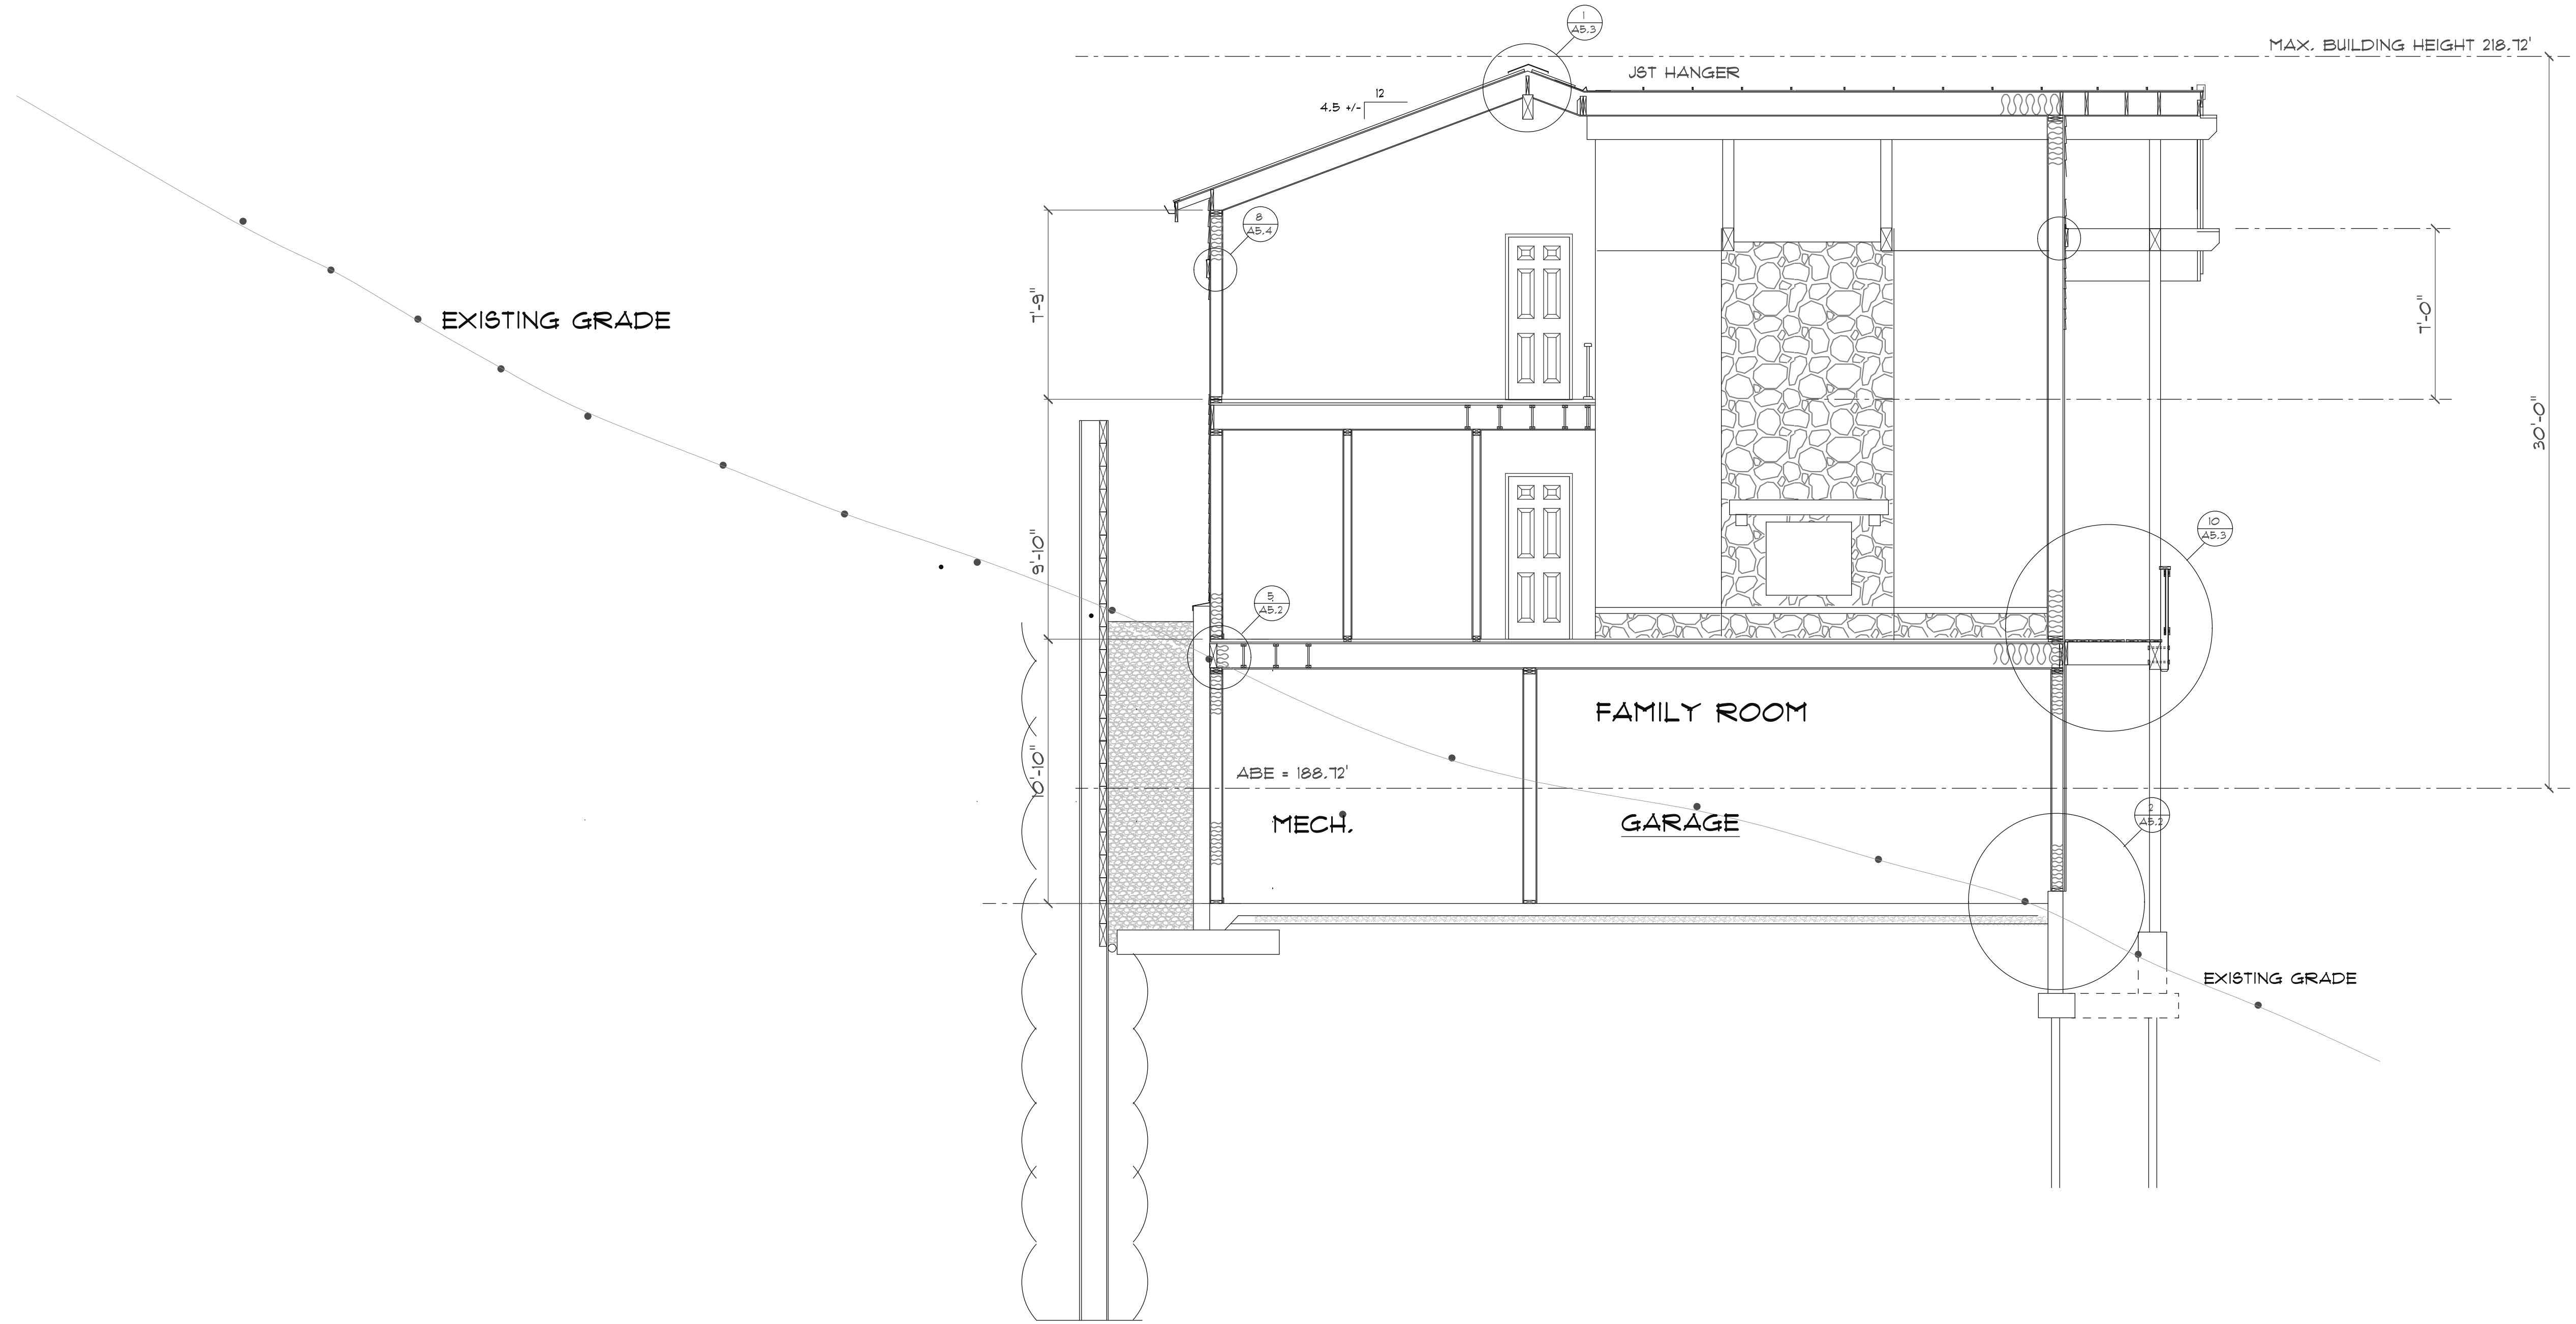 1
A5.3
MAX. BUILDING HEIGHT 218.72'
JST HANGER
12
4.5 +/-
8
A5.4
7'-9"
EXISTING GRADE
7'-0"
30'-0"
10
A5.3
9'-10"
5
A5.2
FAMILY ROOM
10'-10"
ABE = 188.72'
2
A5.2
MECH.
GARAGE
EXISTING GRADE